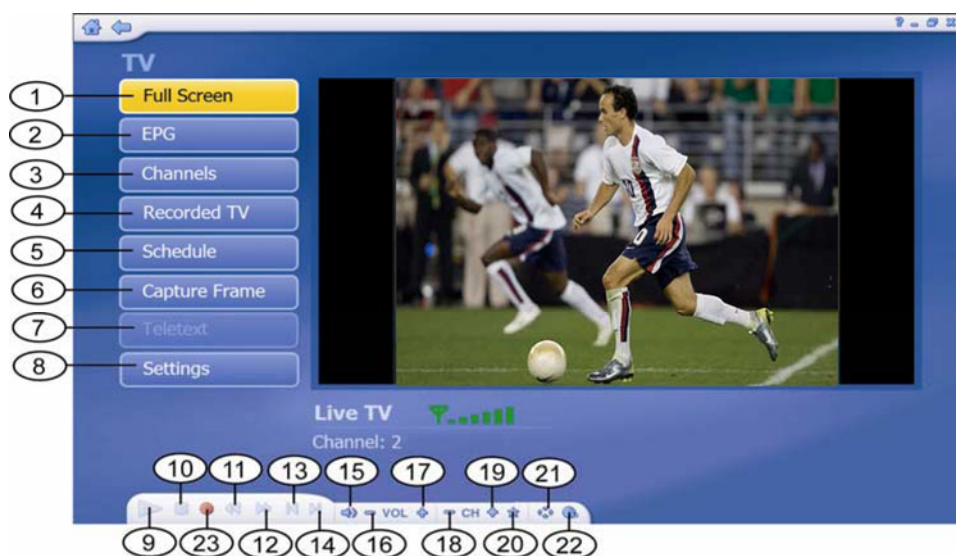 TV
1 Full Screen
2 EPG
3 Channels
4 Recorded TV
5 Schedule
6 Capture Frame
7 Teletext
8 Settings
Live TV
Channel: 2
10 11 13 15 17 19 21
VOL CH
9 23 12 14 16 18 20 22